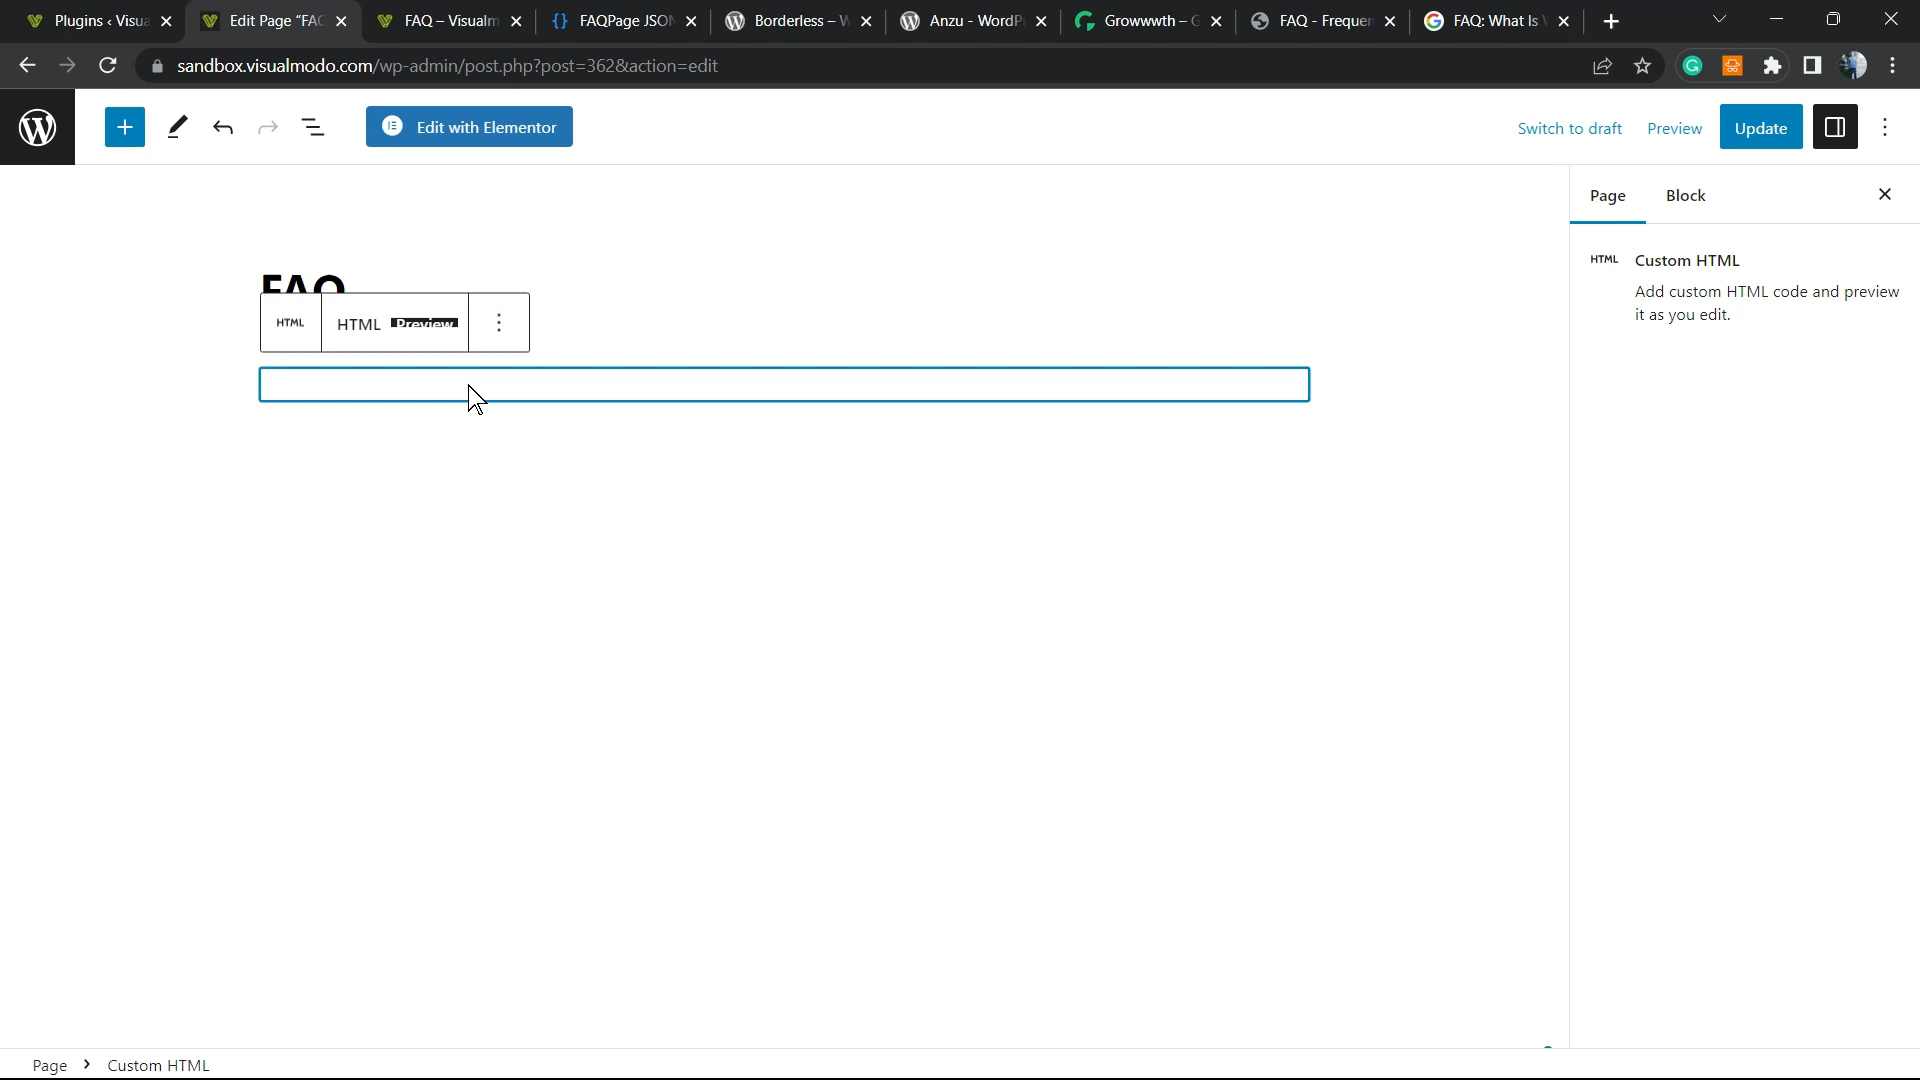 Plugins ‹ Visua
Edit Page “FAC
FAQ – Visualm
{} FAQPage JSON
Borderless – W
Anzu - WordPr
Growwwth – G
FAQ - Frequen
FAQ: What Is
sandbox.visualmodo.com/wp-admin/post.php?post=362&action=edit
Edit with Elementor
Switch to draft
Preview
Update
Page
Block
FAQ
HTML
HTML
Preview
HTML
Custom HTML
Add custom HTML code and preview
it as you edit.
Page › Custom HTML